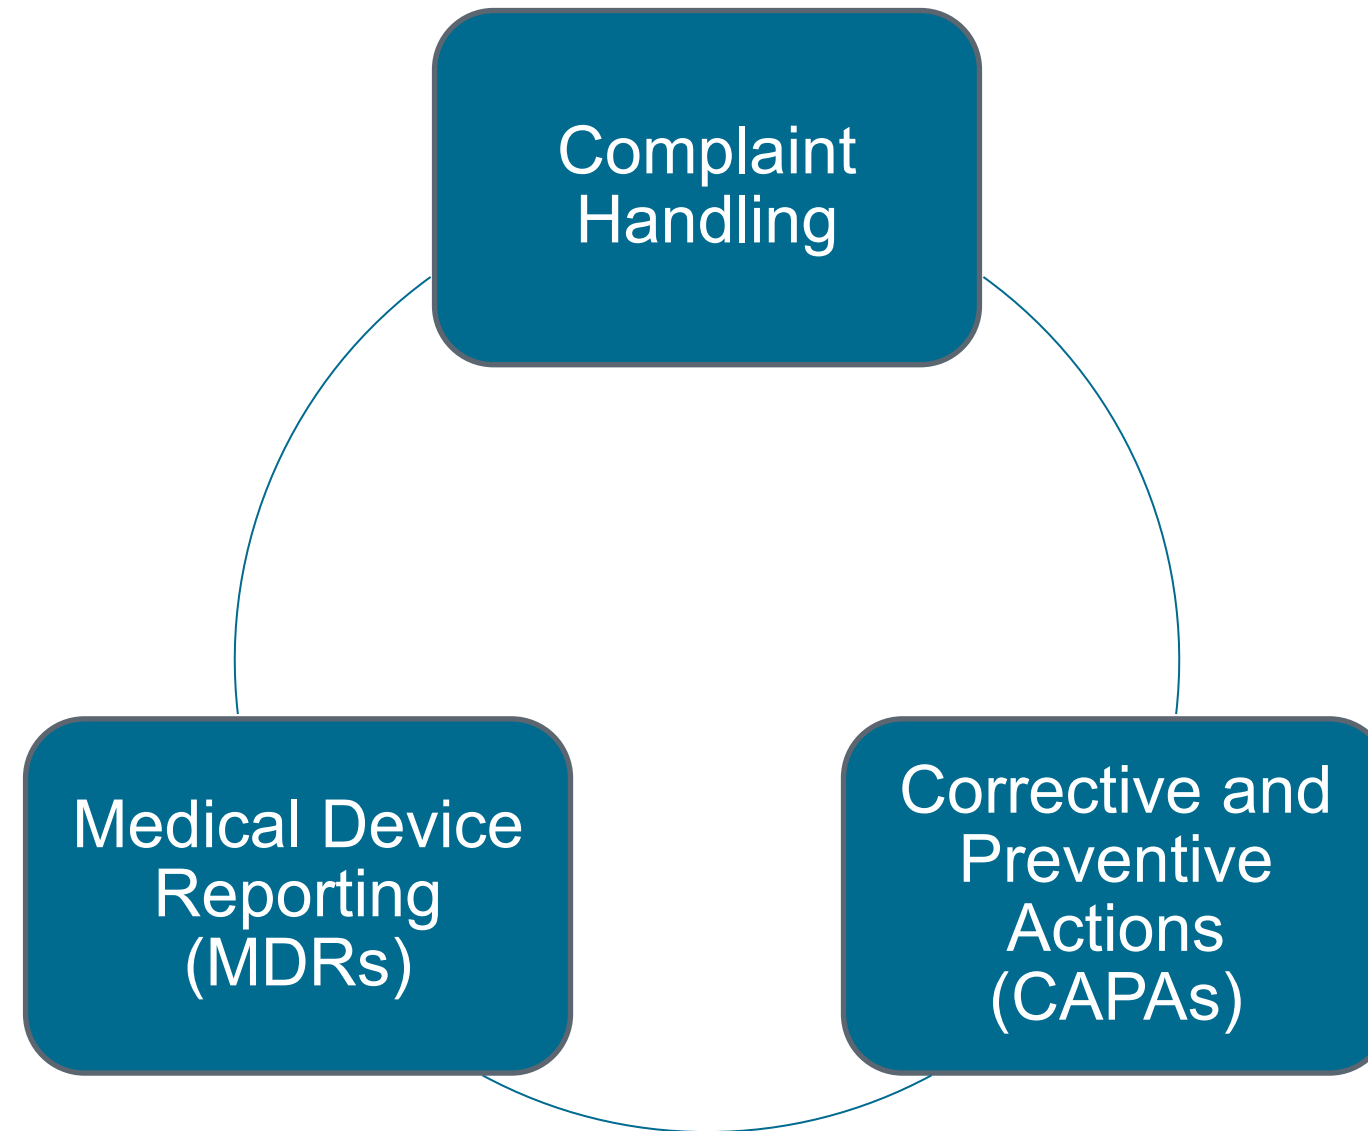 Complaint
Handling
Medical Device
Reporting
(MDRs)
Corrective and
Preventive
Actions
(CAPAs)